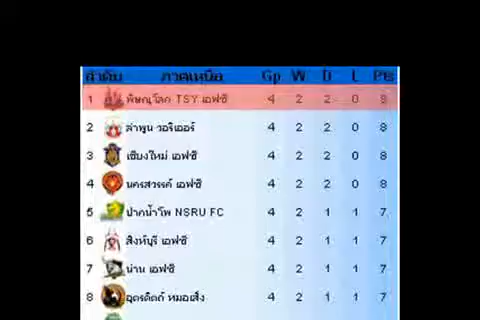 ลำดับ ภาคเหนือ Gp W D L Pts
1 พิษณุโลก TSY เอฟซี 4 2 2 0 8
2 ลำพูน วอริเออร์ 4 2 2 0 8
3 เชียงใหม่ เอฟซี 4 2 2 0 8
4 นครสวรรค์ เอฟซี 4 2 2 0 8
5 ปากน้ำโพ NSRU FC 4 2 1 1 7
6 สิงห์บุรี เอฟซี 4 2 1 1 7
7 น่าน เอฟซี 4 2 1 1 7
8 อุตรดิตถ์ หมอเส็ง 4 2 1 1 7